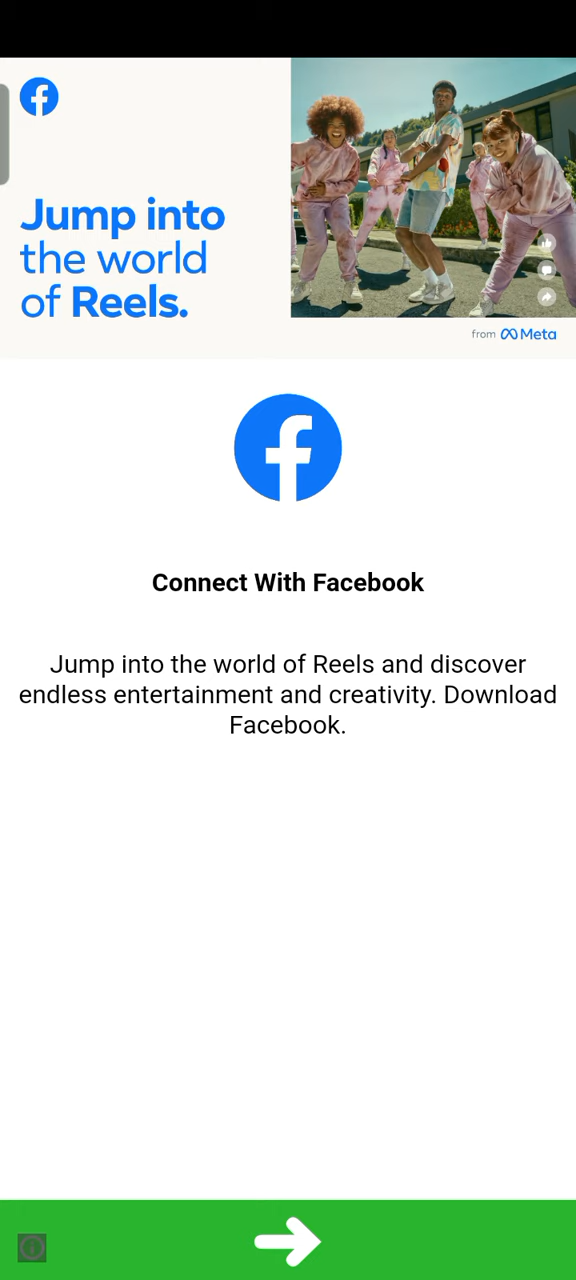 Jump into
the world
of Reels.
from Meta
Connect With Facebook
Jump into the world of Reels and discover
endless entertainment and creativity. Download
Facebook.